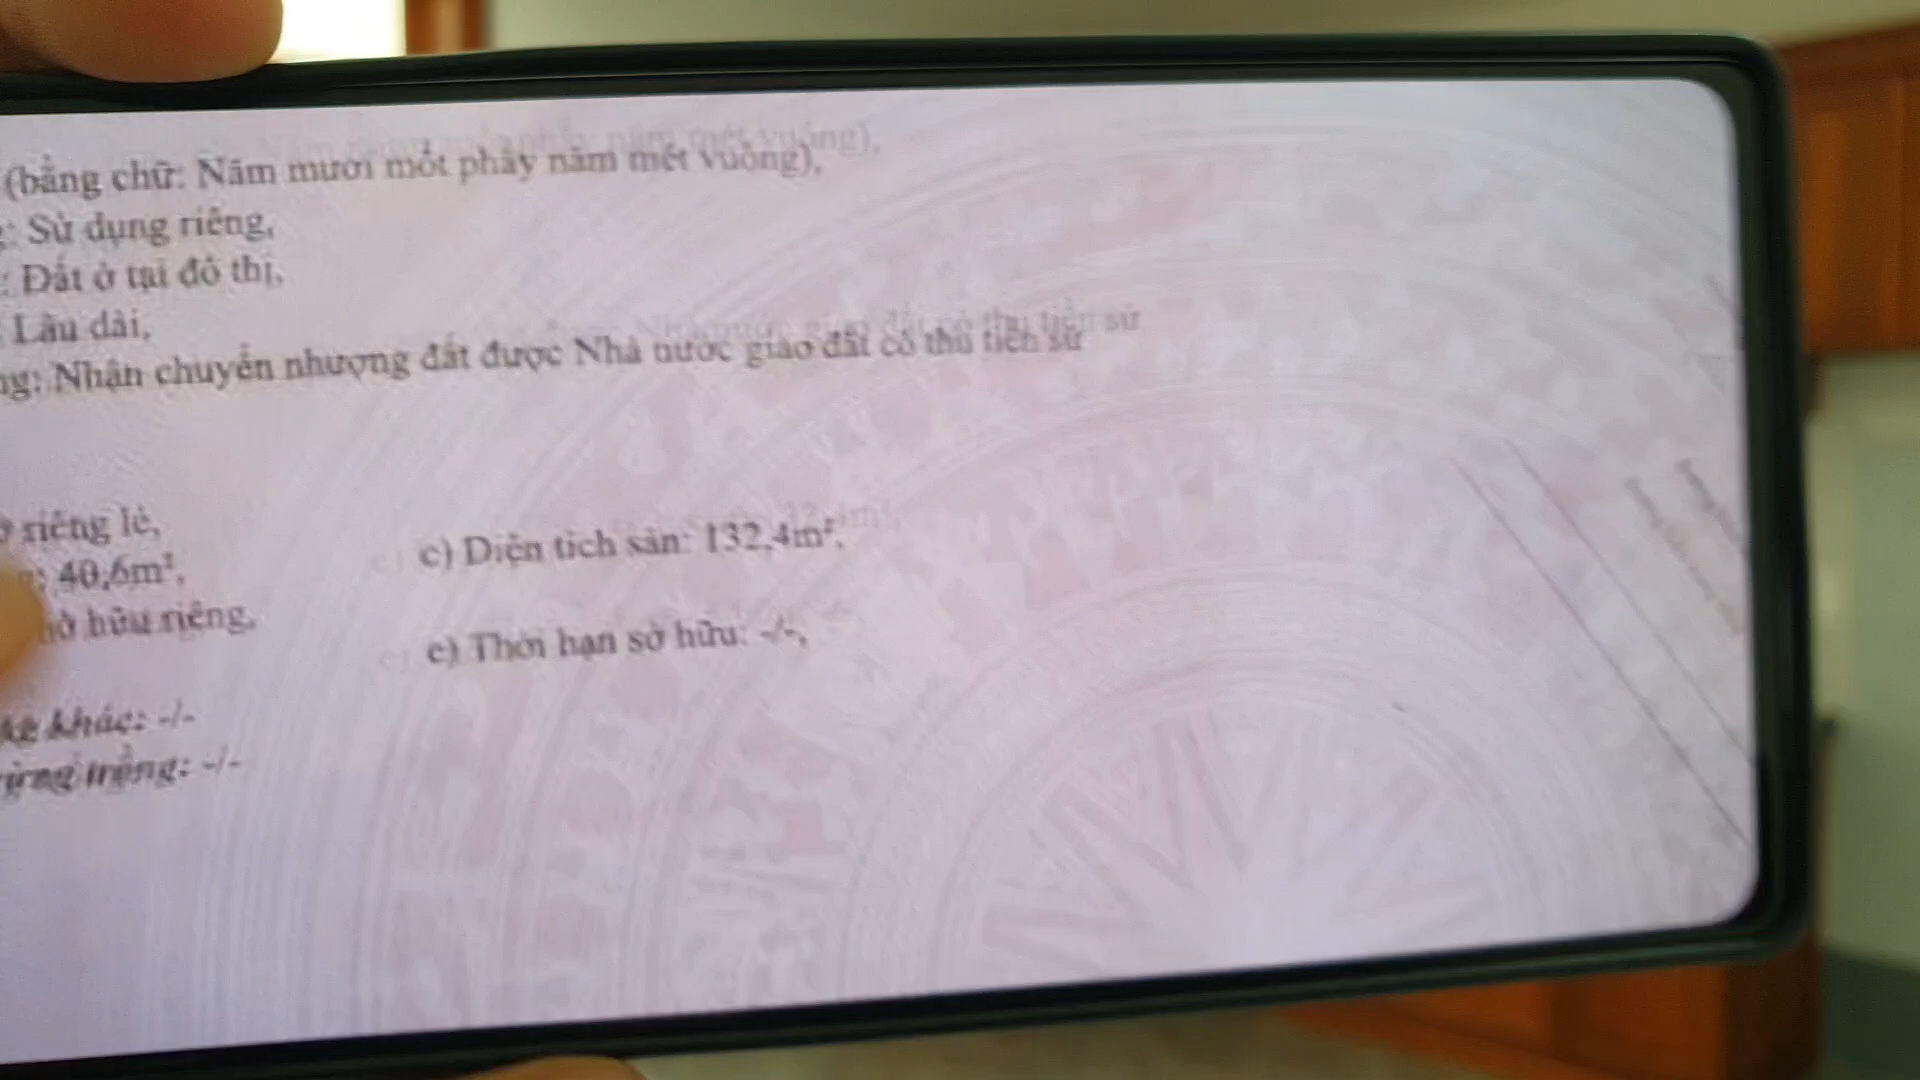 (bằng chữ: Năm mươi mốt phẩy năm mét vuông),
: Sử dụng riêng,
: Đất ở tại đô thị,
: Lâu dài,
ng: Nhận chuyển nhượng đất được Nhà nước giao đất có thu tiền sử
ở riêng lẻ,
c) Diện tích sàn: 132,4m²,
: 40,6m²,
ở hữu riêng,
e) Thời hạn sở hữu: -/-,
khác: -/-
rừng trồng: -/-